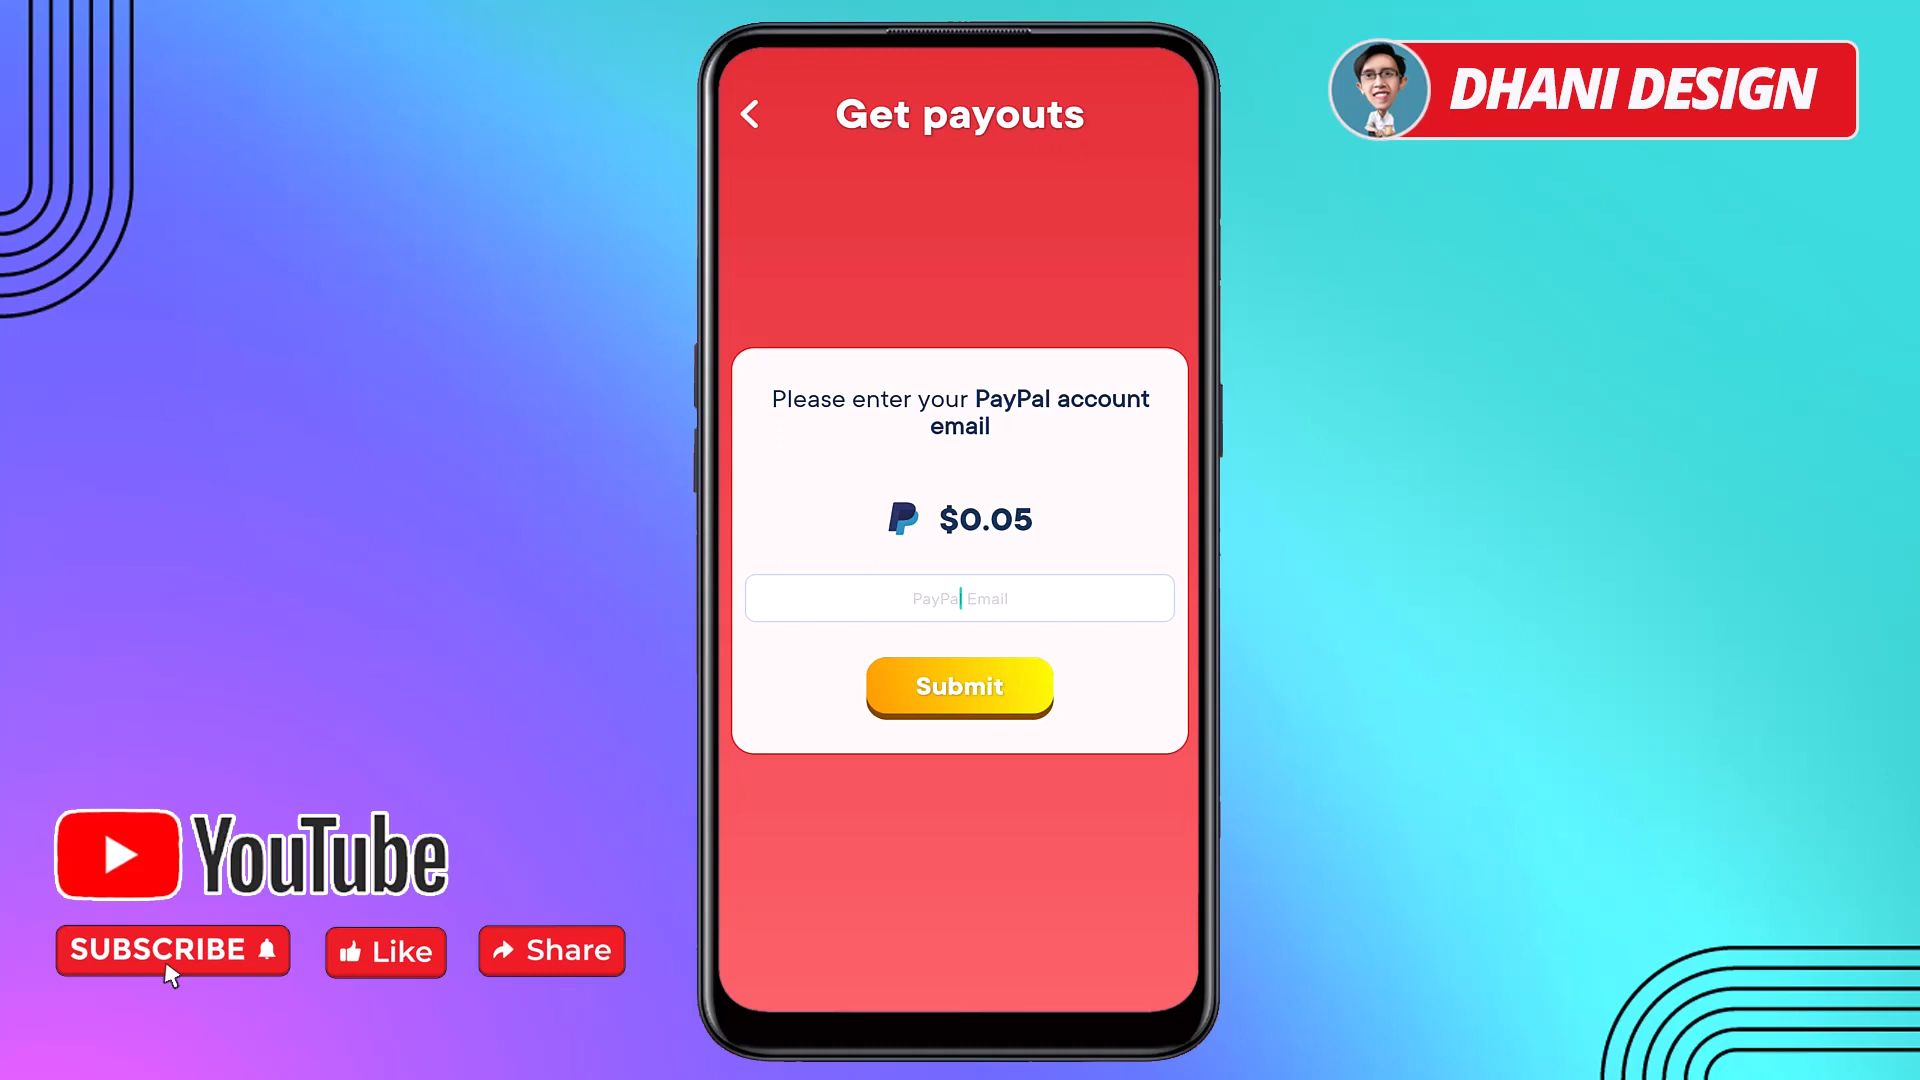 DHANI DESIGN
Get payouts
Please enter your PayPal account
email
$0.05
PayPal Email
Submit
YouTube
SUBSCRIBE
Like
Share